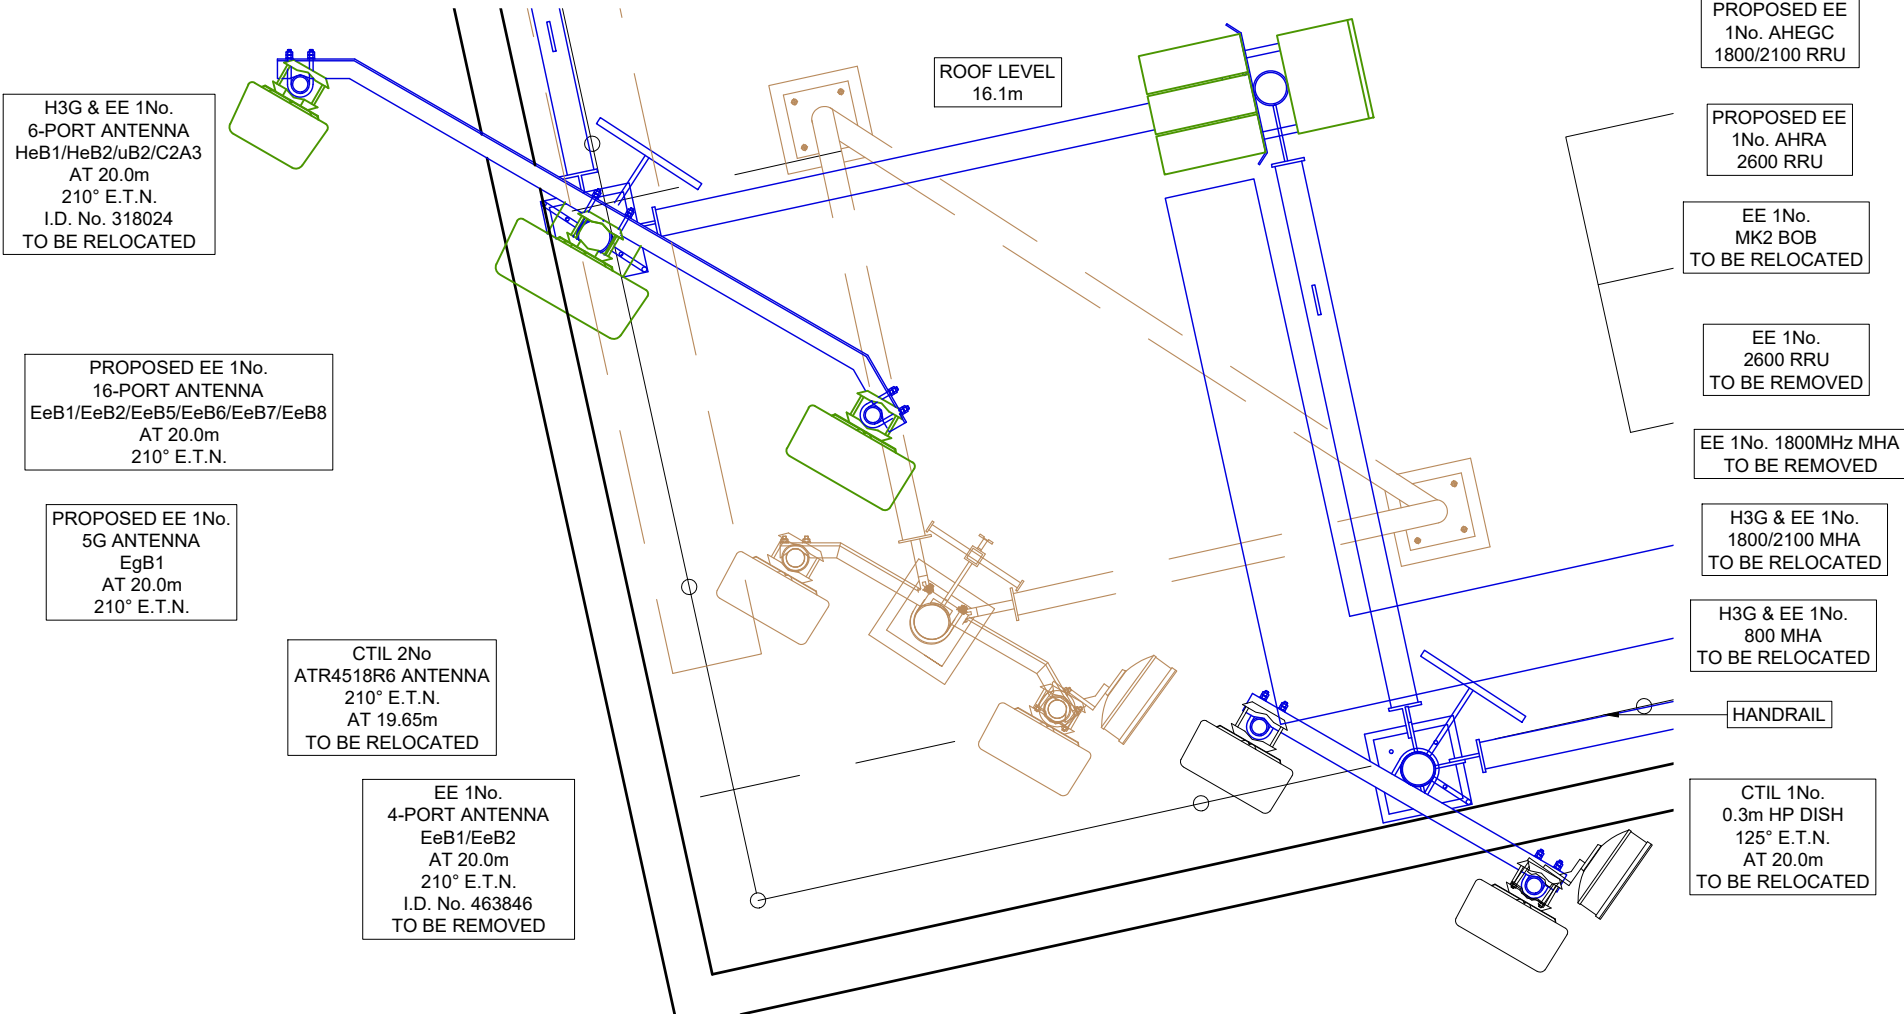 H3G & EE 1No.
6-PORT ANTENNA
HeB1/HeB2/uB2/C2A3
AT 20.0m
210° E.T.N.
I.D. No. 318024
TO BE RELOCATED
PROPOSED EE 1No.
16-PORT ANTENNA
EeB1/EeB2/EeB5/EeB6/EeB7/EeB8
AT 20.0m
210° E.T.N.
PROPOSED EE 1No.
5G ANTENNA
EgB1
AT 20.0m
210° E.T.N.
CTIL 2No
ATR4518R6 ANTENNA
210° E.T.N.
AT 19.65m
TO BE RELOCATED
EE 1No.
4-PORT ANTENNA
EeB1/EeB2
AT 20.0m
210° E.T.N.
I.D. No. 463846
TO BE REMOVED
ROOF LEVEL
16.1m
PROPOSED EE
1No. AHEGC
1800/2100 RRU
PROPOSED EE
1No. AHRA
2600 RRU
EE 1No.
MK2 BOB
TO BE RELOCATED
EE 1No.
2600 RRU
TO BE REMOVED
EE 1No. 1800MHz MHA
TO BE REMOVED
H3G & EE 1No.
1800/2100 MHA
TO BE RELOCATED
H3G & EE 1No.
800 MHA
TO BE RELOCATED
HANDRAIL
CTIL 1No.
0.3m HP DISH
125° E.T.N.
AT 20.0m
TO BE RELOCATED